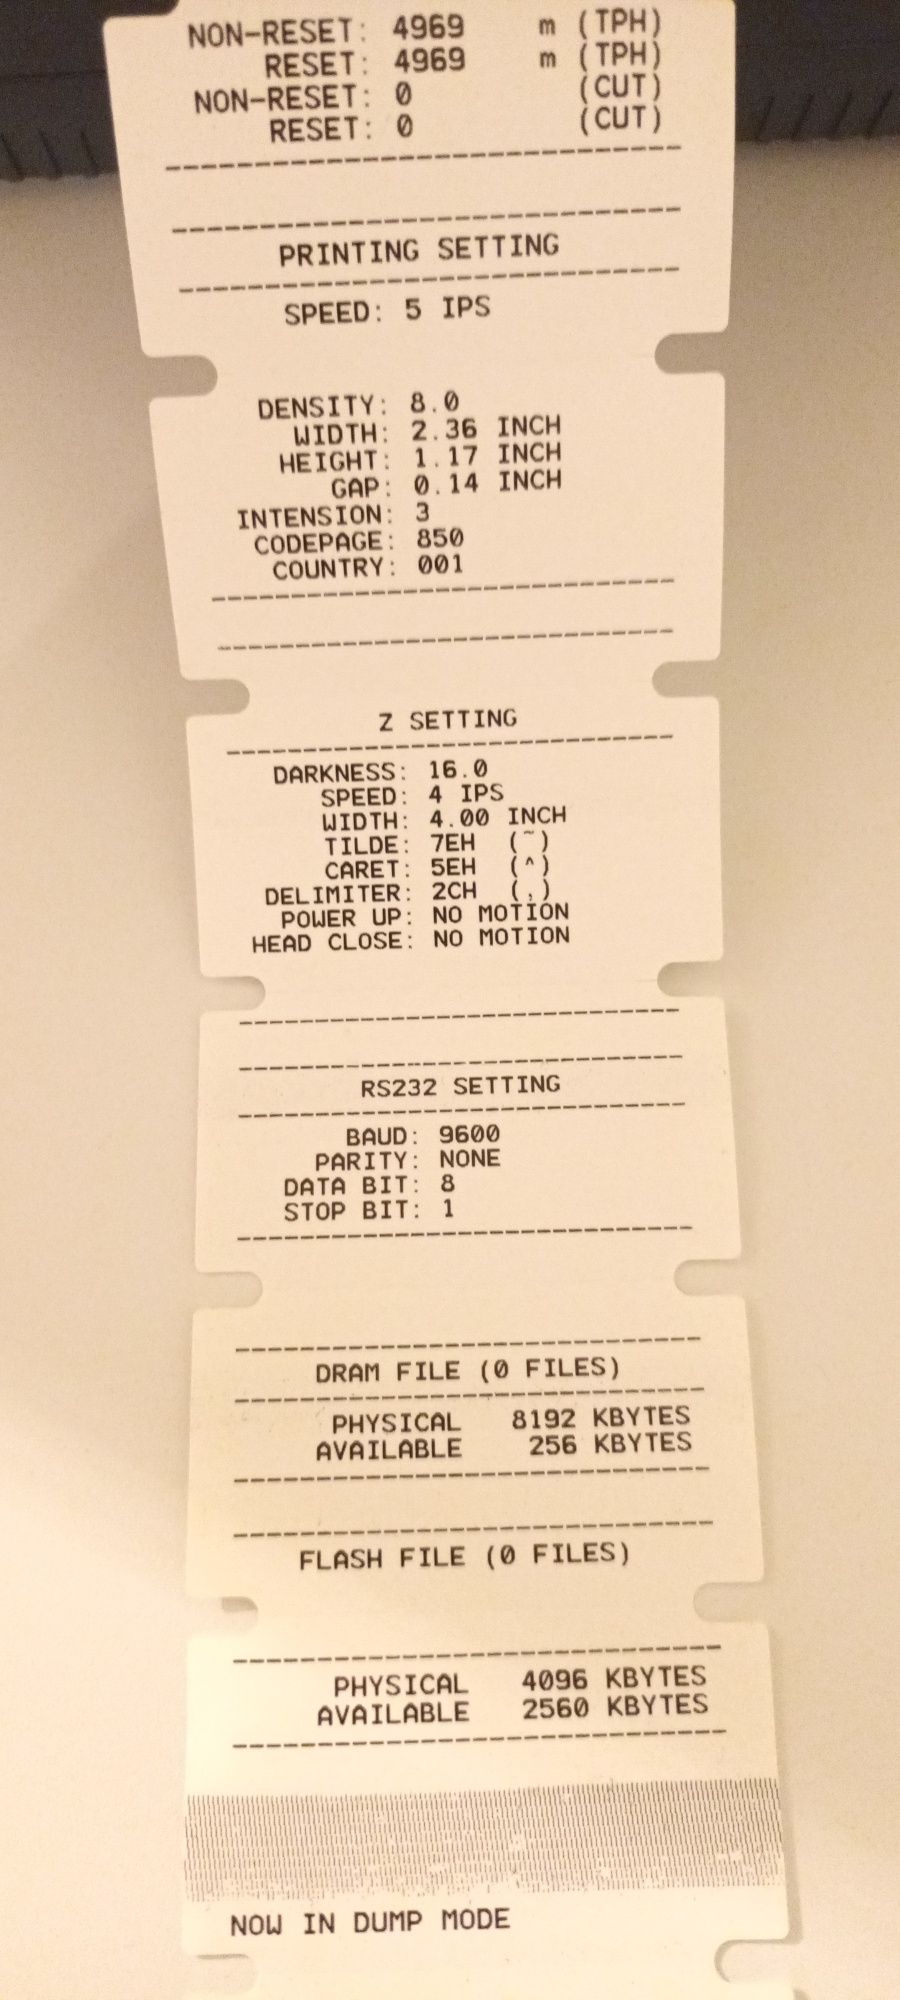 NON-RESET: 4969 m (TPH)
RESET: 4969 m (TPH)
NON-RESET: 0 (CUT)
RESET: 0 (CUT)
PRINTING SETTING
SPEED: 5 IPS
DENSITY: 8.0
WIDTH: 2.36 INCH
HEIGHT: 1.17 INCH
GAP: 0.14 INCH
INTENSION: 3
CODEPAGE: 850
COUNTRY: 001
Z SETTING
DARKNESS: 16.0
SPEED: 4 IPS
WIDTH: 4.00 INCH
TILDE: 7EH (~)
CARET: 5EH (^)
DELIMITER: 2CH (,)
POWER UP: NO MOTION
HEAD CLOSE: NO MOTION
RS232 SETTING
BAUD: 9600
PARITY: NONE
DATA BIT: 8
STOP BIT: 1
DRAM FILE (0 FILES)
PHYSICAL 8192 KBYTES
AVAILABLE 256 KBYTES
FLASH FILE (0 FILES)
PHYSICAL 4096 KBYTES
AVAILABLE 2560 KBYTES
NOW IN DUMP MODE